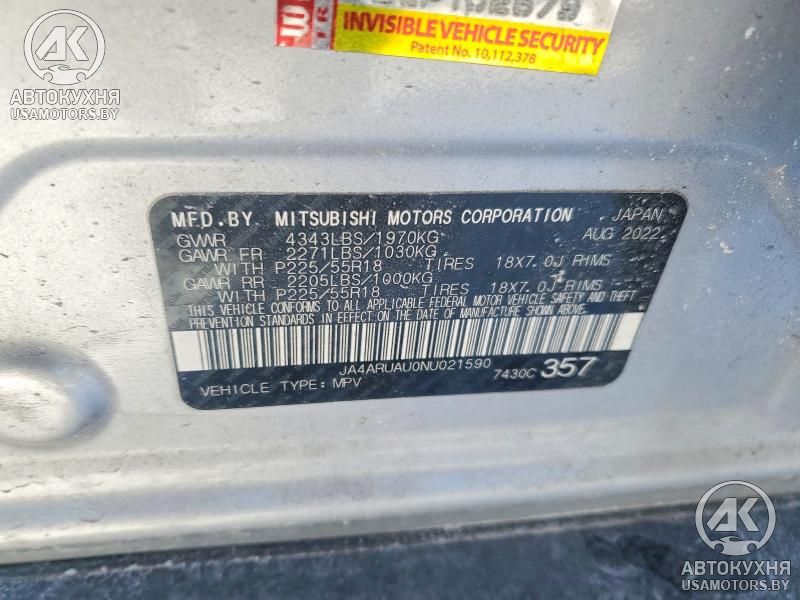 INVISIBLE VEHICLE SECURITY
Patent No. 10,112,378
АК
АВТОКУХНЯ
USAMOTORS.BY
MFD.BY MITSUBISHI MOTORS CORPORATION JAPAN
GVWR 4343LBS/1970KG AUG 2022
GAWR FR 2271LBS/1030KG
WITH P225/55R18 TIRES 18X7.0J RIMS
GAWR RR 2205LBS/1000KG
WITH P225/55R18 TIRES 18X7.0J RIMS
THIS VEHICLE CONFORMS TO ALL APPLICABLE FEDERAL MOTOR VEHICLE SAFETY AND THEFT
PREVENTION STANDARDS IN EFFECT ON THE DATE OF MANUFACTURE SHOWN ABOVE.
JA4ARUAU0NU021590
VEHICLE TYPE: MPV 7430C 357
АК
АВТОКУХНЯ
USAMOTORS.BY